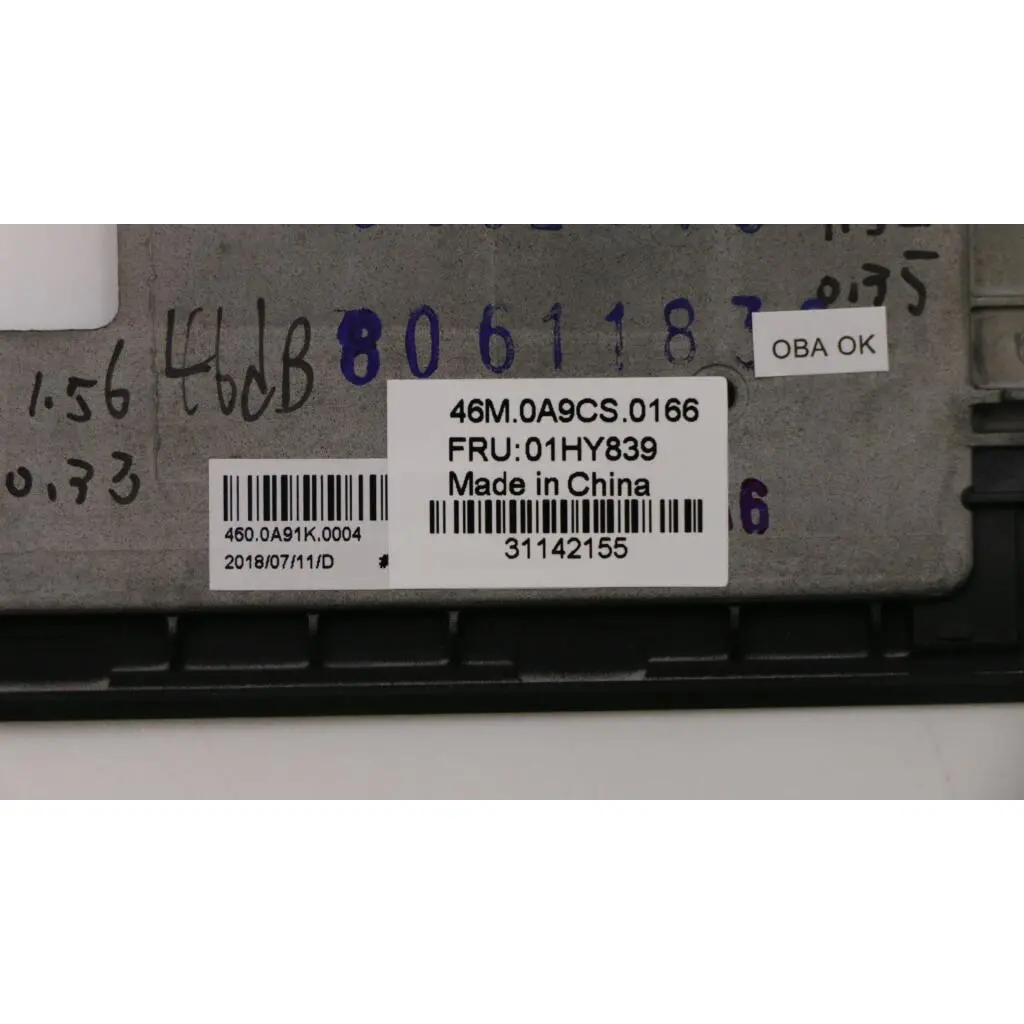 0.35
46dB
8061183
OBA OK
1.56
46M.0A9CS.0166
FRU:01HY839
Made in China
31142155
0.33
6
460.0A91K.0004
2018/07/11/D #